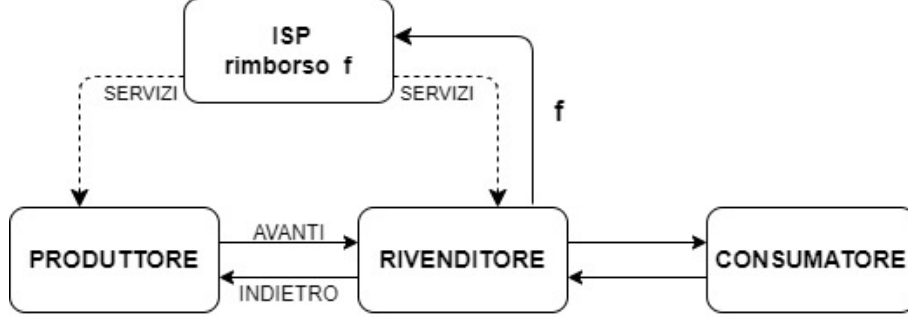 ISP
rimborso f
SERVIZI
SERVIZI
f
PRODUTTORE
AVANTI
INDIETRO
RIVENDITORE
CONSUMATORE